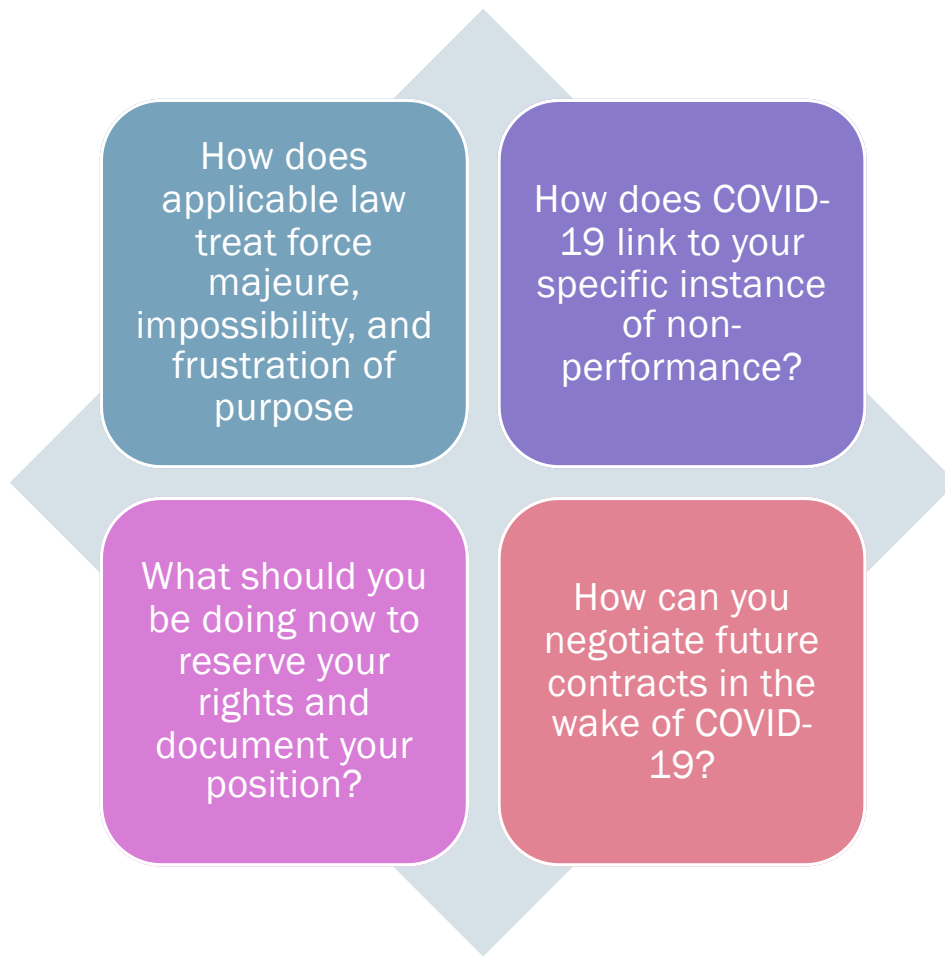 How does
applicable law
treat force
majeure,
impossibility, and
frustration of
purpose
How does COVID-
19 link to your
specific instance
of non-
performance?
What should you
be doing now to
reserve your
rights and
document your
position?
How can you
negotiate future
contracts in the
wake of COVID-
19?